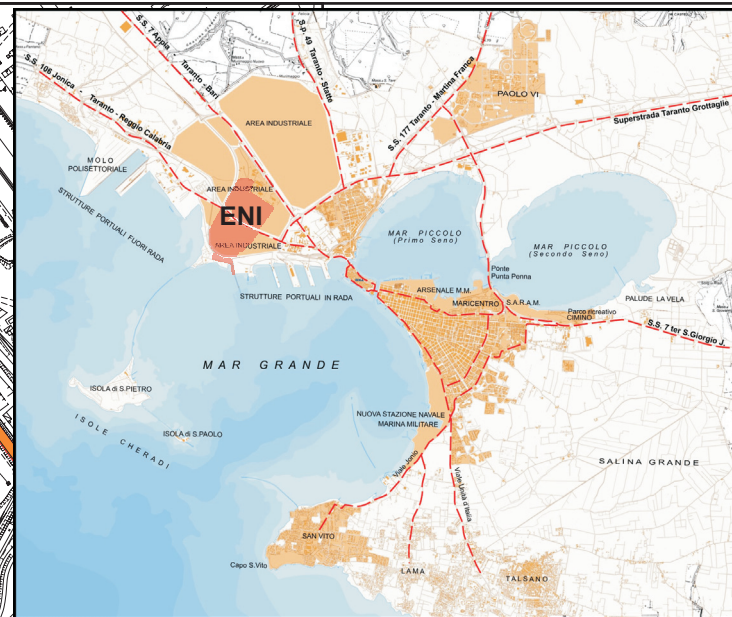 S.S. 7 Appia
Taranto - Bari
S.p. 49 Taranto - Statte
S.S. 177 Taranto - Martina Franca
PAOLO VI
S.S. 106 Jonica - Taranto - Reggio Calabria
Superstrada Taranto Grottaglie
AREA INDUSTRIALE
MOLO
POLISETTORIALE
AREA INDUSTRIALE
ENI
AREA INDUSTRIALE
STRUTTURE PORTUALI FUORI RADA
MAR PICCOLO
(Primo Seno)
MAR PICCOLO
(Secondo Seno)
Ponte
Punta Penna
STRUTTURE PORTUALI IN RADA
ARSENALE M.M.
MARICENTRO
S.A.R.A.M.
PALUDE LA VELA
Parco ricreativo
CIMINO
S.S. 7 ter S.Giorgio J.
MAR GRANDE
ISOLA di S.PIETRO
ISOLA di S.PAOLO
ISOLE CHERADI
NUOVA STAZIONE NAVALE
MARINA MILITARE
Viale Jonio
Viale Unità d'Italia
SALINA GRANDE
SAN VITO
Capo S.Vito
LAMA
TALSANO